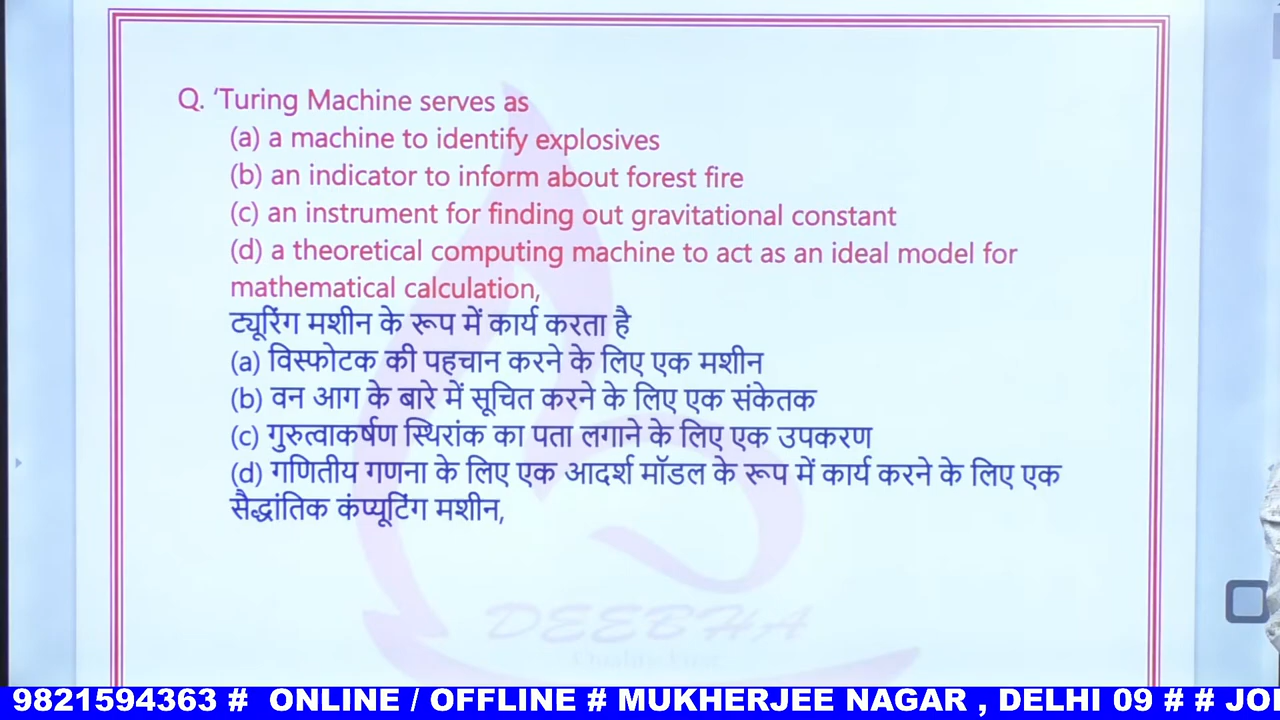 Q. ‘Turing Machine serves as
(a) a machine to identify explosives
(b) an indicator to inform about forest fire
(c) an instrument for finding out gravitational constant
(d) a theoretical computing machine to act as an ideal model for
mathematical calculation,
ट्यूरिंग मशीन के रूप में कार्य करता है
(a) विस्फोटक की पहचान करने के लिए एक मशीन
(b) वन आग के बारे में सूचित करने के लिए एक संकेतक
(c) गुरुत्वाकर्षण स्थिरांक का पता लगाने के लिए एक उपकरण
(d) गणितीय गणना के लिए एक आदर्श मॉडल के रूप में कार्य करने के लिए एक
सैद्धांतिक कंप्यूटिंग मशीन,
DEEBHA
9821594363 # ONLINE / OFFLINE # MUKHERJEE NAGAR , DELHI 09 # #